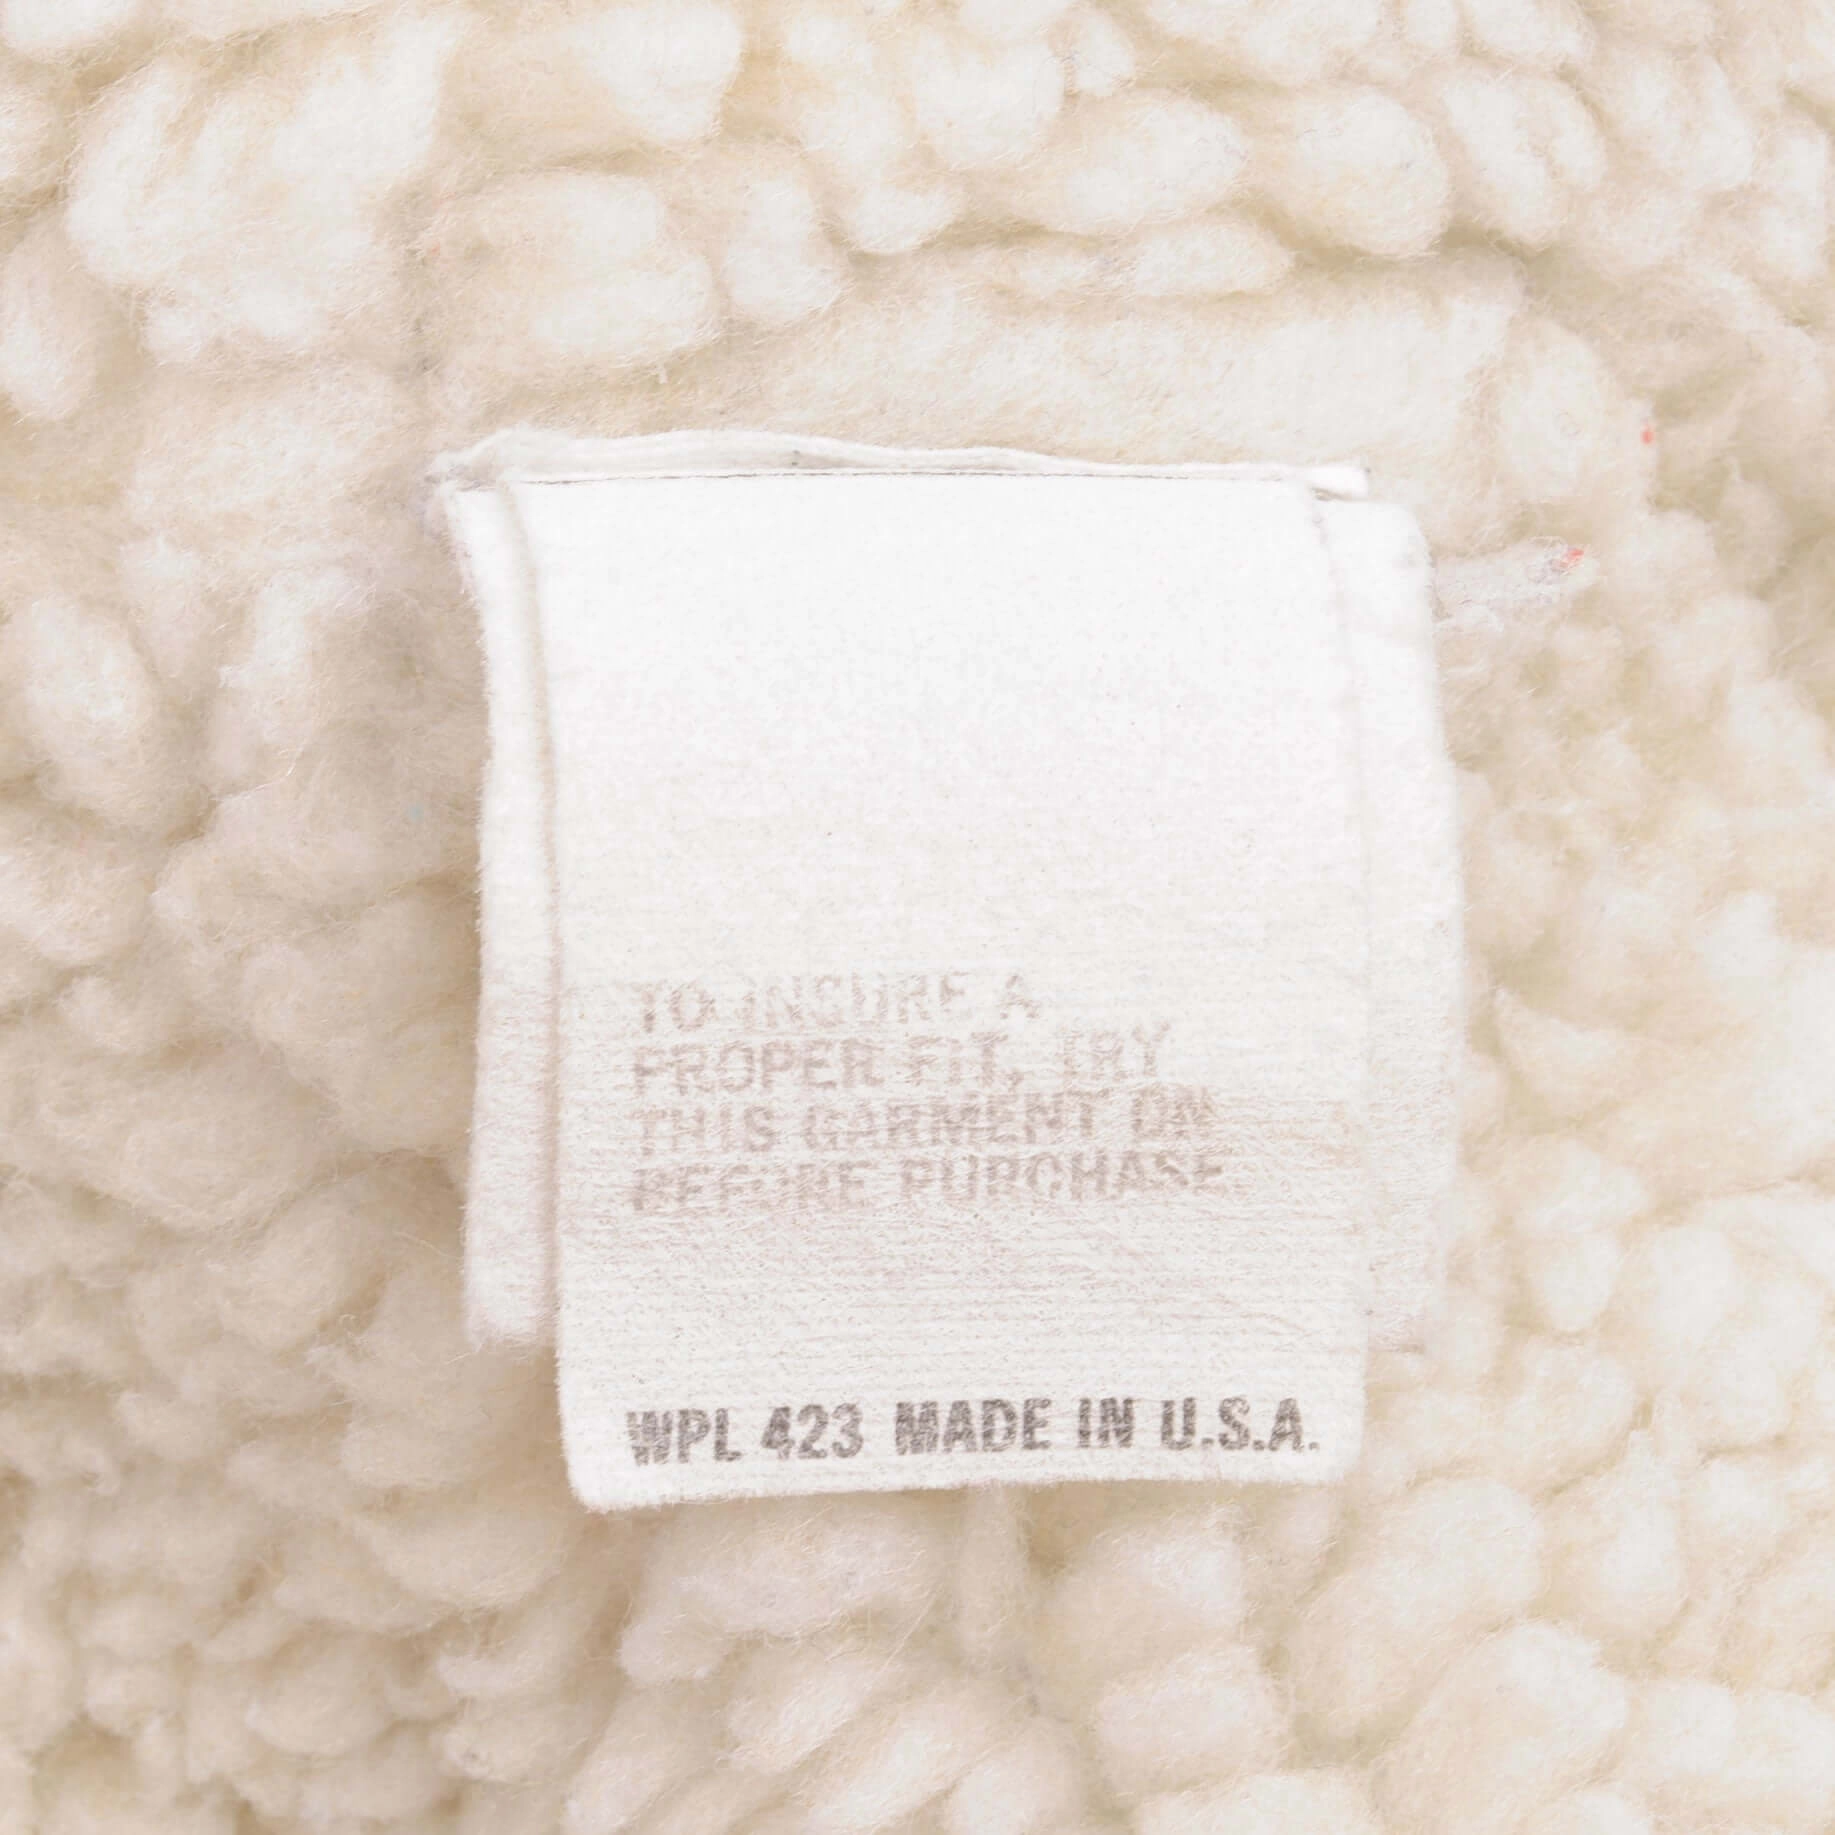 TO INSURE A
PROPER FIT, TRY
THIS GARMENT ON
BEFORE PURCHASE
WPL 423 MADE IN U.S.A.